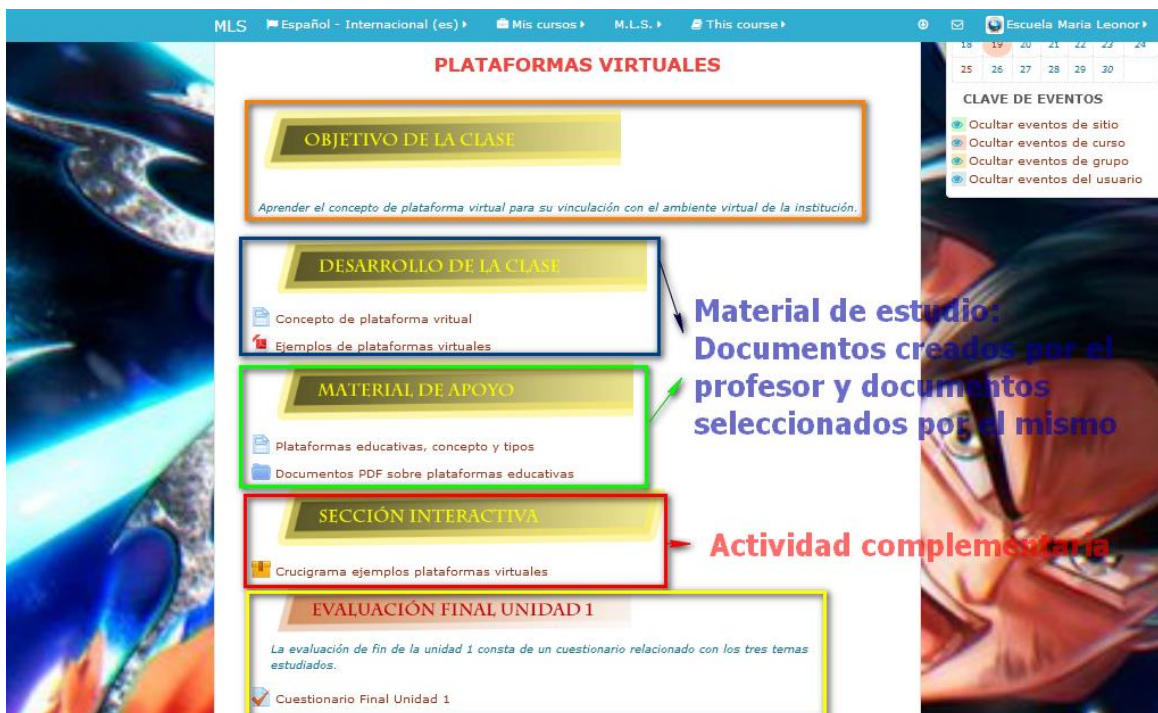 MLS Español - Internacional (es) Mis cursos M.L.S. This course Escuela Maria Leonor
18 19 20 21 22 23 24
25 26 27 28 29 30
CLAVE DE EVENTOS
Ocultar eventos de sitio
Ocultar eventos de curso
Ocultar eventos de grupo
Ocultar eventos del usuario
PLATAFORMAS VIRTUALES
OBJETIVO DE LA CLASE
Aprender el concepto de plataforma virtual para su vinculación con el ambiente virtual de la institución.
DESARROLLO DE LA CLASE
Concepto de plataforma vritual
Ejemplos de plataformas virtuales
MATERIAL DE APOYO
Plataformas educativas, concepto y tipos
Documentos PDF sobre plataformas educativas
Material de estudio:
Documentos creados por el
profesor y documentos
seleccionados por el mismo
SECCIÓN INTERACTIVA
Crucigrama ejemplos plataformas virtuales
Actividad complementaria
EVALUACIÓN FINAL UNIDAD 1
La evaluación de fin de la unidad 1 consta de un cuestionario relacionado con los tres temas
estudiados.
Cuestionario Final Unidad 1